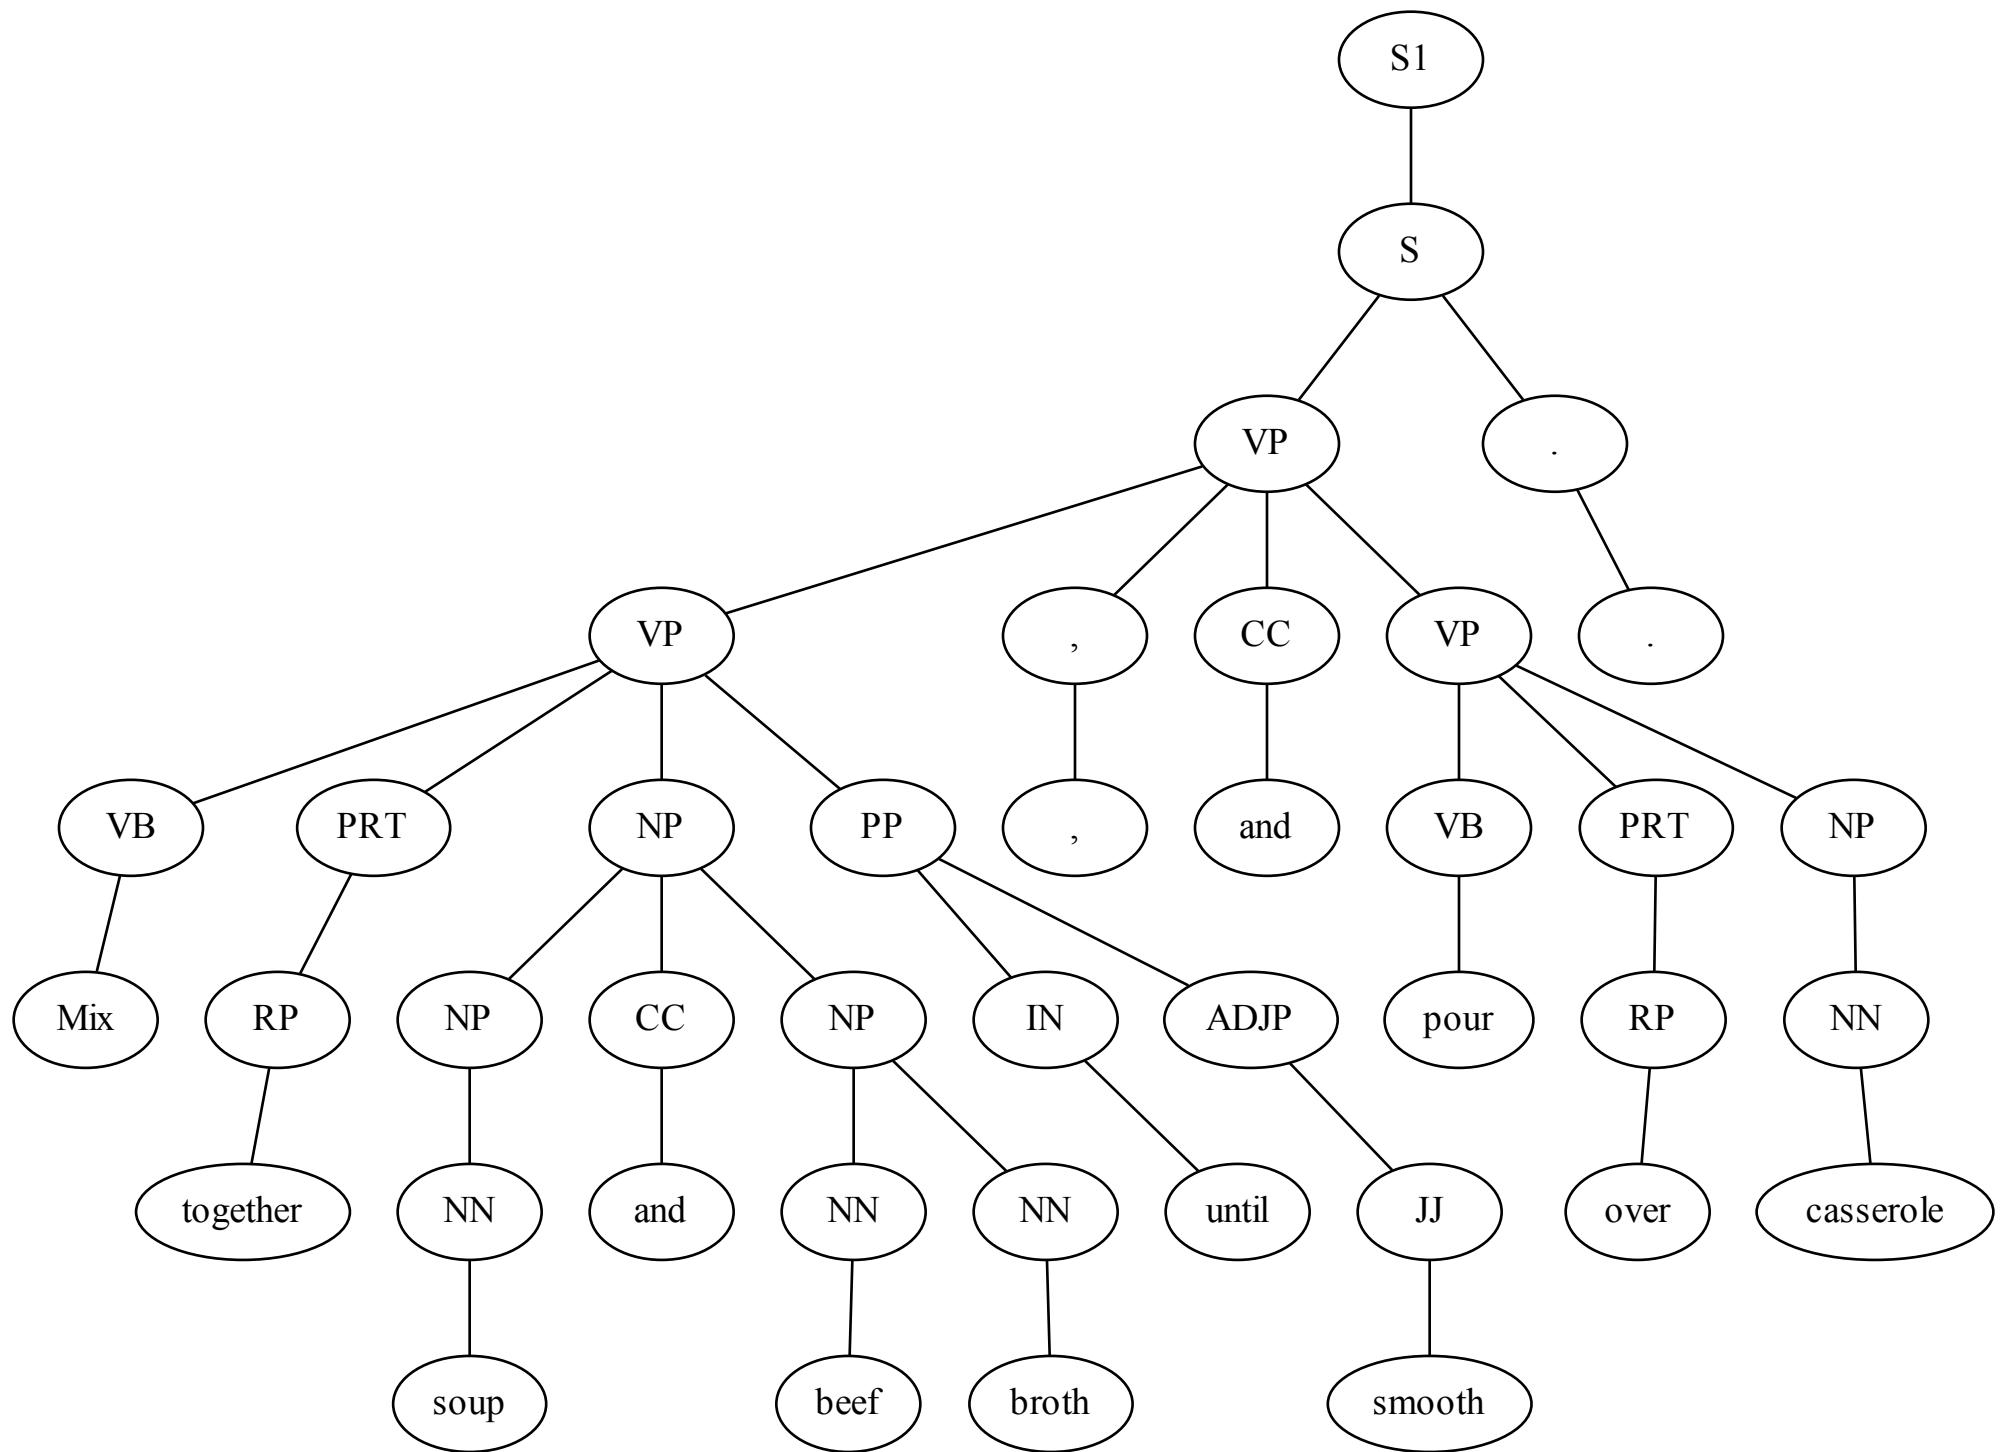 S1
S
VP .
VP , CC VP .
VB PRT NP PP , and VB PRT NP
Mix RP NP CC NP IN ADJP pour RP NN
together NN and NN NN until JJ over casserole
soup beef broth smooth